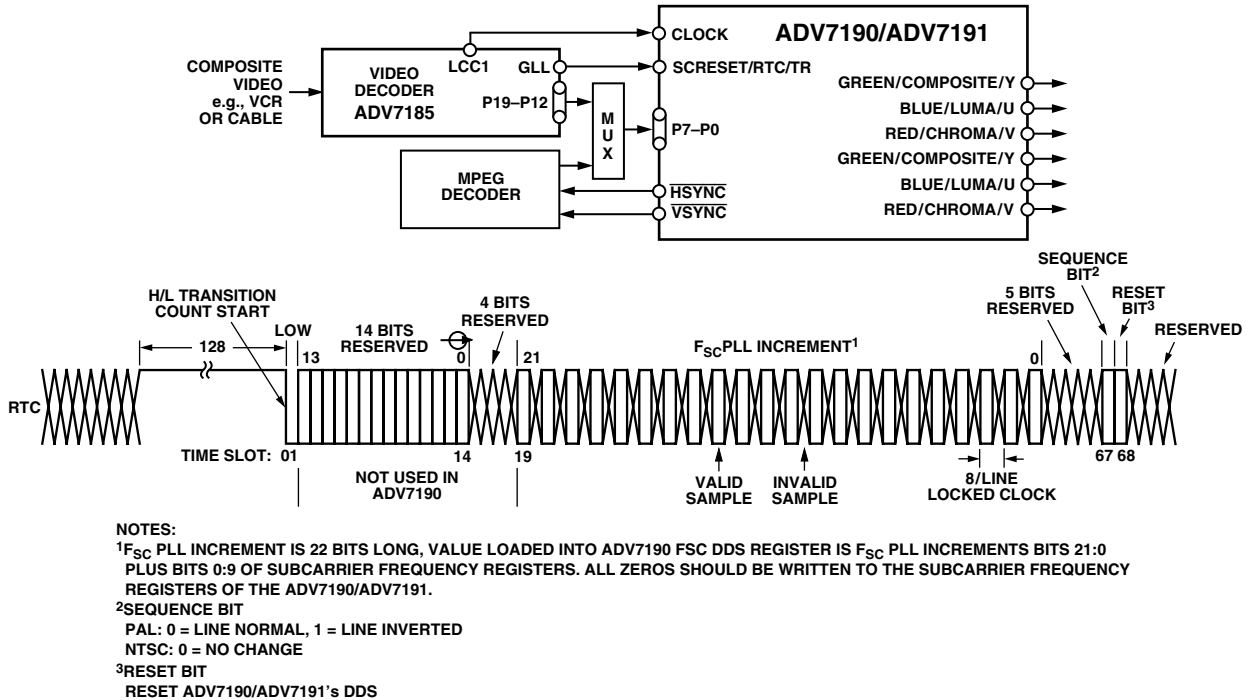 ADV7190/ADV7191
CLOCK
LCC1
GLL
SCRESET/RTC/TR
COMPOSITE
VIDEO
e.g., VCR
OR CABLE
VIDEO
DECODER
ADV7185
P19–P12
M
U
X
P7–P0
MPEG
DECODER
HSYNC
VSYNC
GREEN/COMPOSITE/Y
BLUE/LUMA/U
RED/CHROMA/V
GREEN/COMPOSITE/Y
BLUE/LUMA/U
RED/CHROMA/V
H/L TRANSITION
COUNT START
LOW
128
13
14 BITS
RESERVED
0
4 BITS
RESERVED
21
FSC PLL INCREMENT1
0
5 BITS
RESERVED
SEQUENCE
BIT2
RESET
BIT3
RESERVED
RTC
TIME SLOT: 01
14
19
67 68
NOT USED IN
ADV7190
VALID
SAMPLE
INVALID
SAMPLE
8/LINE
LOCKED CLOCK
NOTES:
1FSC PLL INCREMENT IS 22 BITS LONG, VALUE LOADED INTO ADV7190 FSC DDS REGISTER IS FSC PLL INCREMENTS BITS 21:0
PLUS BITS 0:9 OF SUBCARRIER FREQUENCY REGISTERS. ALL ZEROS SHOULD BE WRITTEN TO THE SUBCARRIER FREQUENCY
REGISTERS OF THE ADV7190/ADV7191.
2SEQUENCE BIT
PAL: 0 = LINE NORMAL, 1 = LINE INVERTED
NTSC: 0 = NO CHANGE
3RESET BIT
RESET ADV7190/ADV7191's DDS